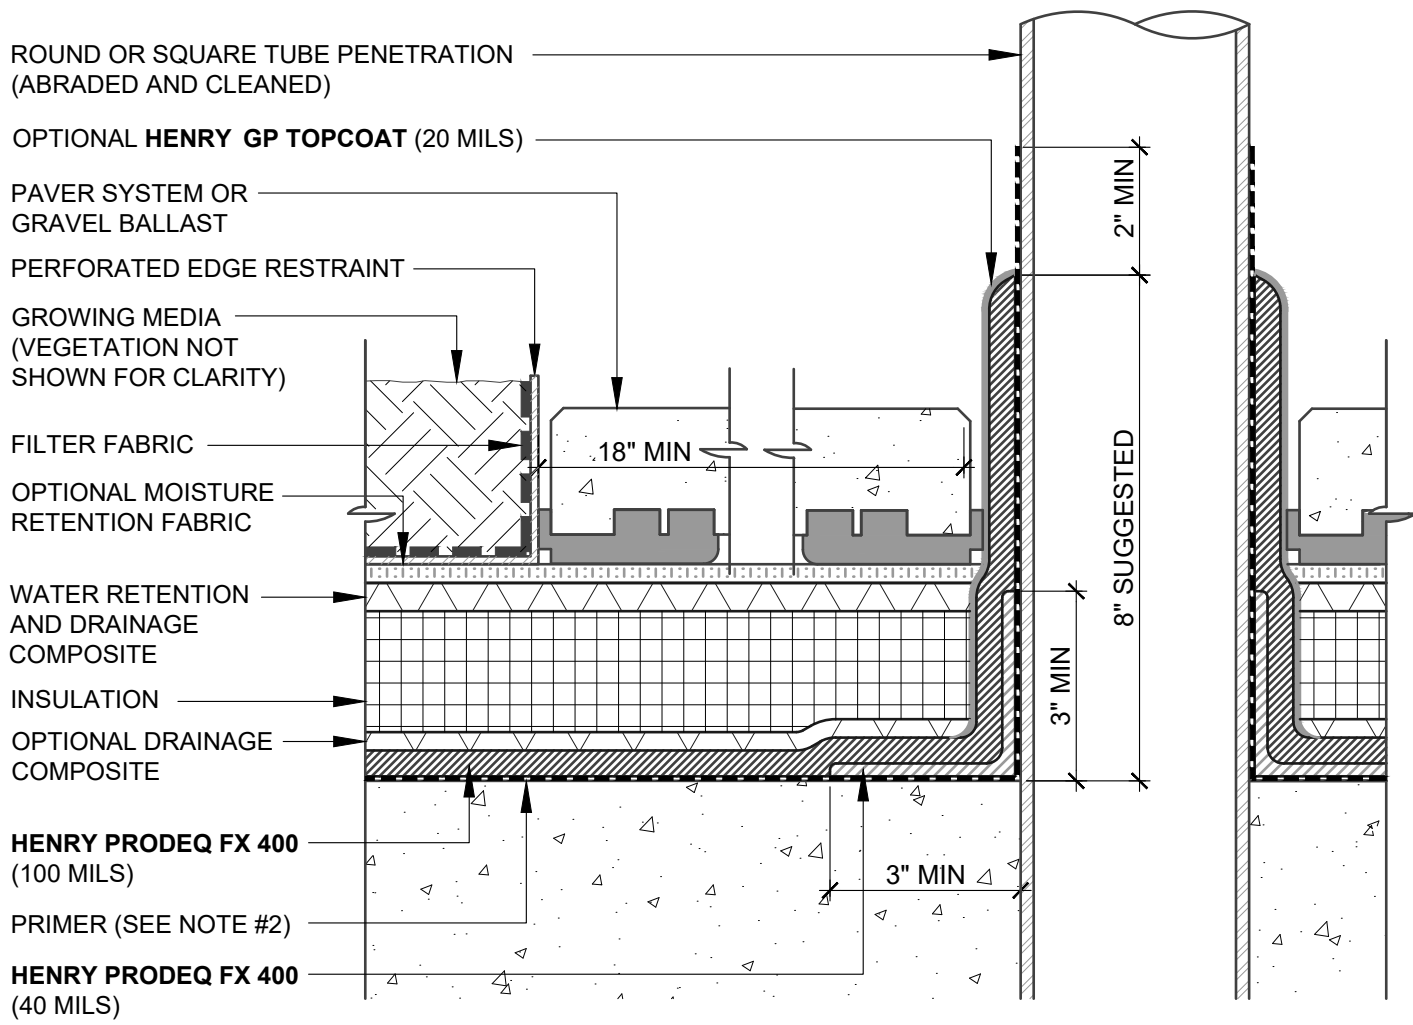 ROUND OR SQUARE TUBE PENETRATION
(ABRADED AND CLEANED)
OPTIONAL HENRY GP TOPCOAT (20 MILS)
PAVER SYSTEM OR
GRAVEL BALLAST
PERFORATED EDGE RESTRAINT
GROWING MEDIA
(VEGETATION NOT
SHOWN FOR CLARITY)
FILTER FABRIC
OPTIONAL MOISTURE
RETENTION FABRIC
WATER RETENTION
AND DRAINAGE
COMPOSITE
INSULATION
OPTIONAL DRAINAGE
COMPOSITE
HENRY PRODEQ FX 400
(100 MILS)
PRIMER (SEE NOTE #2)
HENRY PRODEQ FX 400
(40 MILS)
18" MIN
2" MIN
8" SUGGESTED
3" MIN
3" MIN